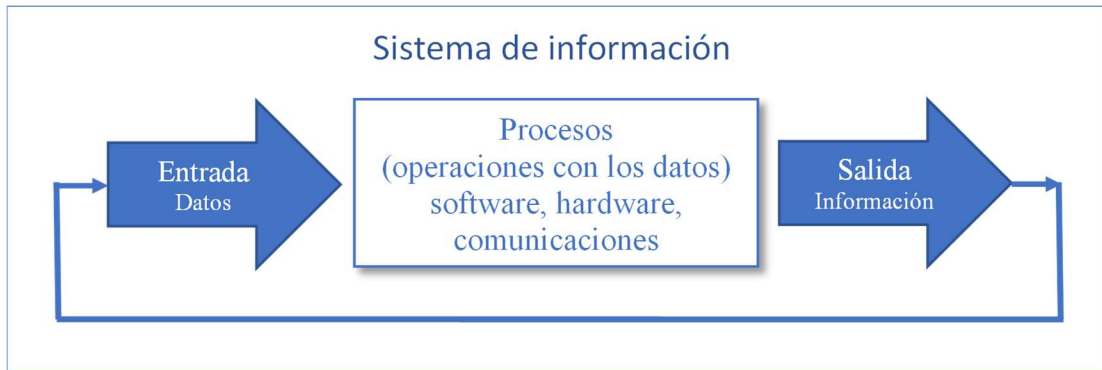 Sistema de información
Entrada
Datos
Procesos
(operaciones con los datos)
software, hardware,
comunicaciones
Salida
Información